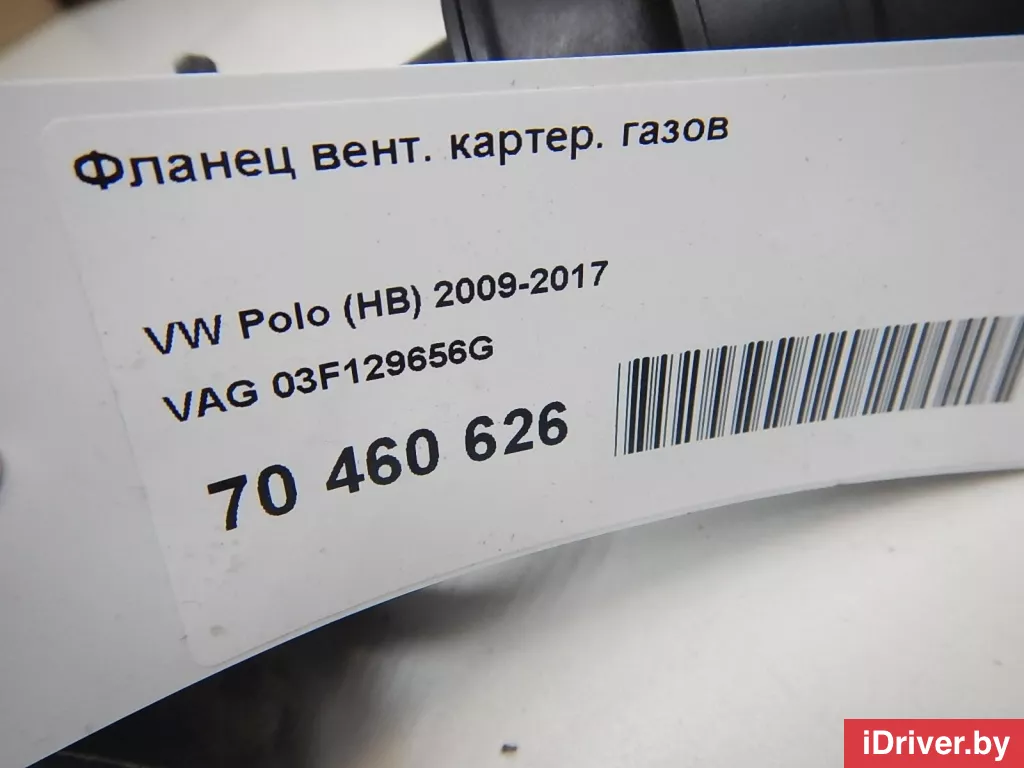 Фланец вент. картер. газов
VW Polo (HB) 2009-2017
VAG 03F129656G
70 460 626
iDriver.by